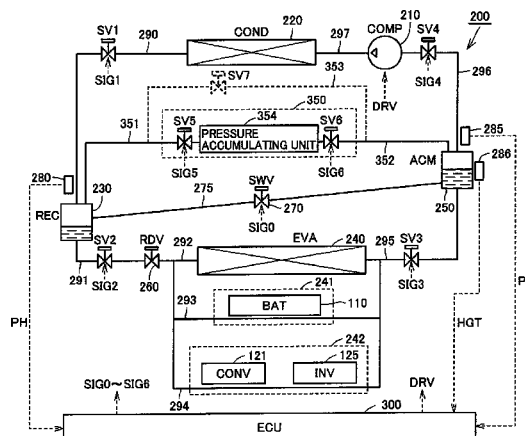 200
SV1
290
COND
220
297
COMP
210
SV4
SIG1
SV7
353
DRV
SIG4
296
350
351
354
SV5
SV6
PRESSURE
ACCUMULATING UNIT
SIG5
SIG6
352
285
286
280
230
ACM
275
SWV
REC
270
250
SIG0
SV2
RDV
292
EVA
240
295
SV3
291
SIG2
260
241
SIG3
293
BAT
110
PH
HGT
242
CONV
121
INV
125
294
SIG0~SIG6
DRV
300
ECU